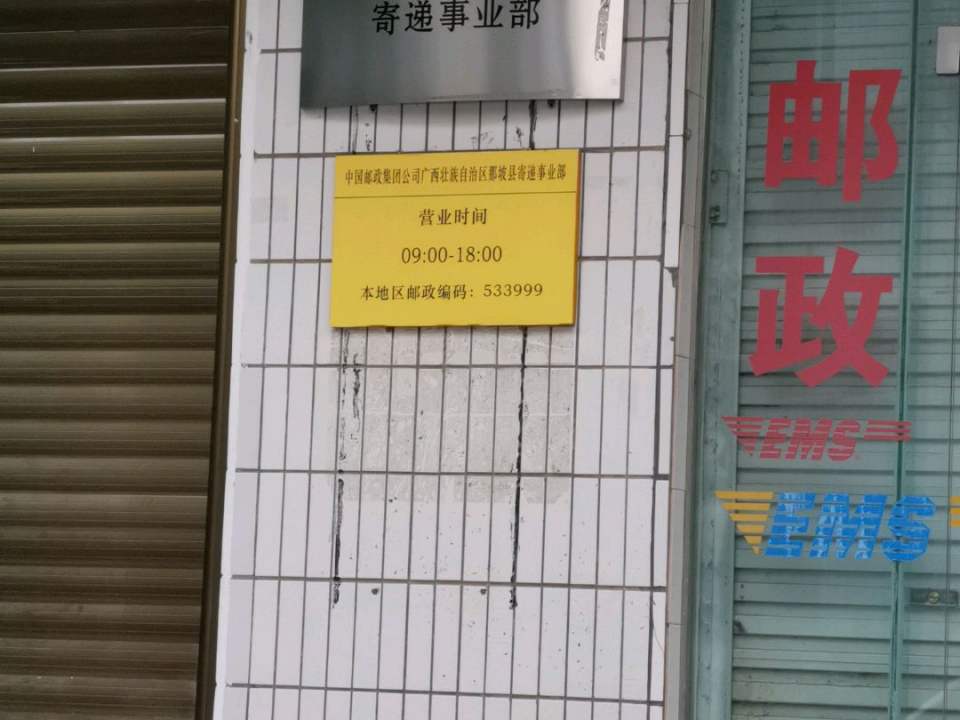 寄递事业部
中国邮政集团公司广西壮族自治区那坡县寄递事业部
营业时间
09:00-18:00
本地区邮政编码：533999
邮
政
EMS
EMS